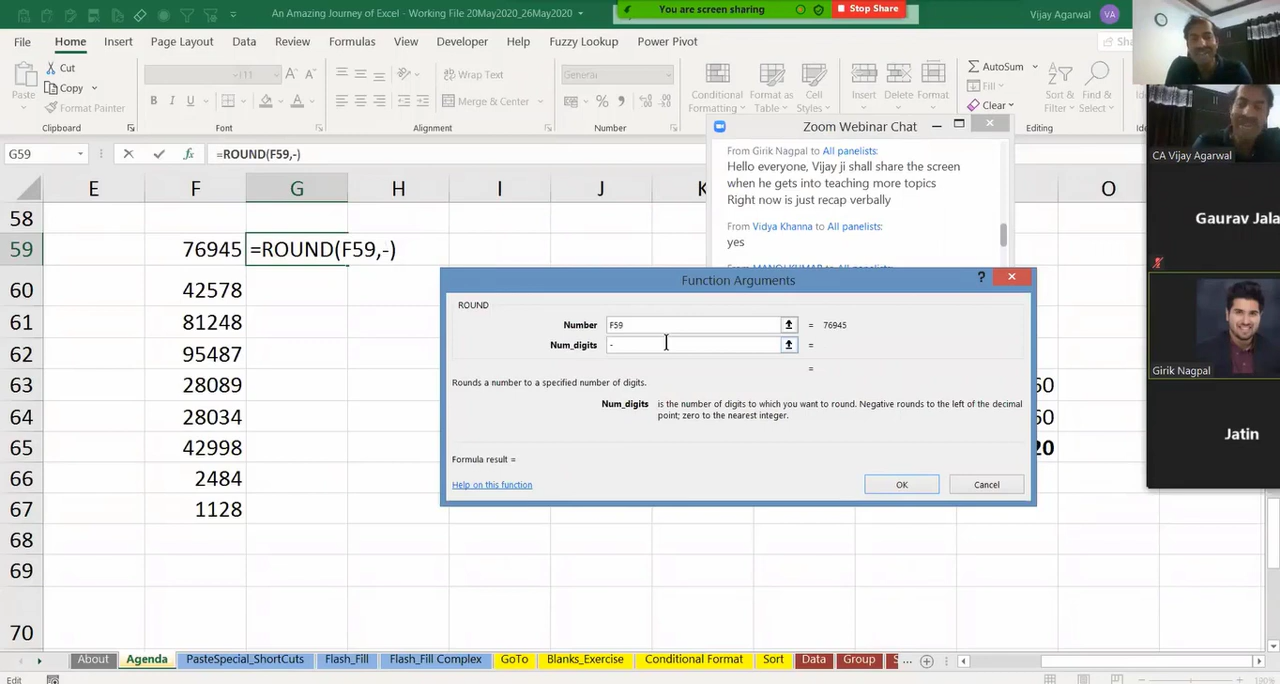 An Amazing Journey of Excel - Working File 20May2020_26May2020
You are screen sharing
Stop Share
Vijay Agarwal
VA
File
Home
Insert
Page Layout
Data
Review
Formulas
View
Developer
Help
Fuzzy Lookup
Power Pivot
Paste
Cut
Copy
Format Painter
Clipboard
11
B I U
Font
Wrap Text
Merge & Center
Alignment
General
Number
Conditional
Formatting
Format as
Table
Cell
Styles
Insert
Delete
Format
AutoSum
Fill
Clear
Sort &
Filter
Find &
Select
Editing
G59
=ROUND(F59,-)
E F G H I J K O
58
59 76945 =ROUND(F59,-)
60 42578
61 81248
62 95487
63 28089
64 28034
65 42998
66 2484
67 1128
68
69
70
Zoom Webinar Chat
From Girik Nagpal to All panelists:
Hello everyone, Vijay ji shall share the screen
when he gets into teaching more topics
Right now is just recap verbally
From Vidya Khanna to All panelists:
yes
Function Arguments
?
ROUND
Number F59 = 76945
Num_digits - =
=
Rounds a number to a specified number of digits.
Num_digits is the number of digits to which you want to round. Negative rounds to the left of the decimal
point; zero to the nearest integer.
Formula result =
Help on this function
OK
Cancel
CA Vijay Agarwal
Gaurav Jala
Girik Nagpal
Jatin
About
Agenda
PasteSpecial_ShortCuts
Flash_Fill
Flash_Fill Complex
GoTo
Blanks_Exercise
Conditional Format
Sort
Data
Group
...
Edit
190%